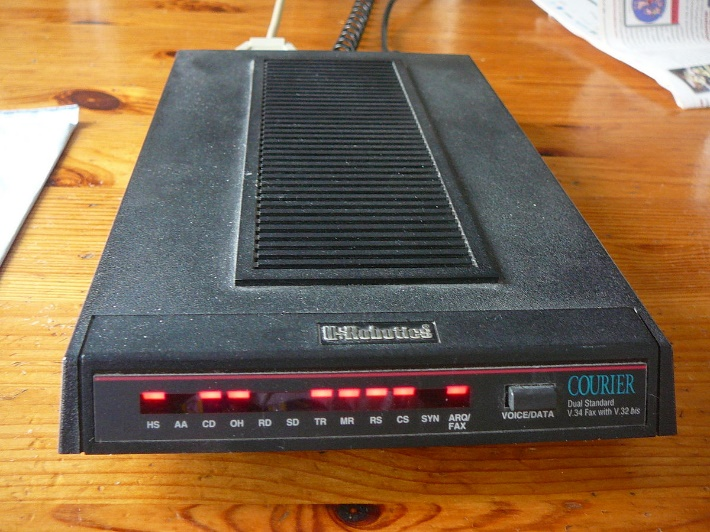 U.S.Robotics
HS AA CD OH RD SD TR MR RS CS SYN ARQ/
FAX
VOICE/DATA
COURIER
Dual Standard
V.34 Fax with V.32 bis